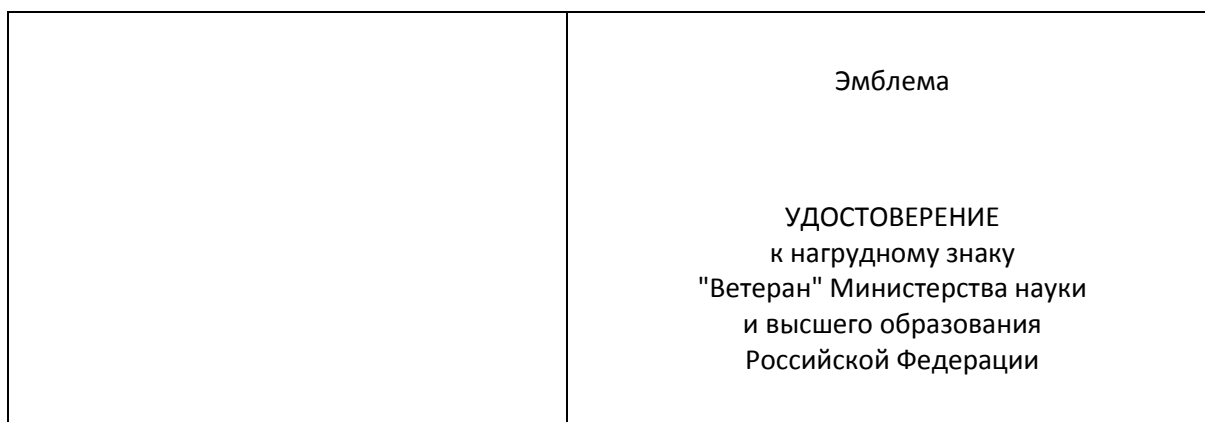 Эмблема
УДОСТОВЕРЕНИЕ
к нагрудному знаку
"Ветеран" Министерства науки
и высшего образования
Российской Федерации